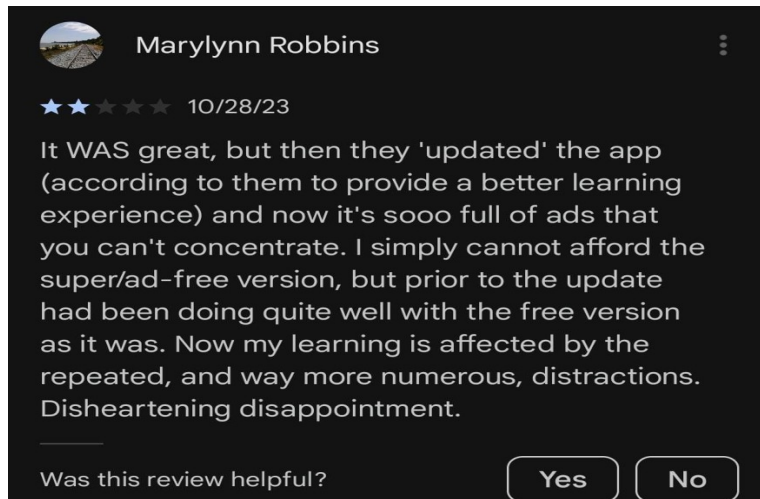 Marylynn Robbins
10/28/23
It WAS great, but then they 'updated' the app
(according to them to provide a better learning
experience) and now it's sooo full of ads that
you can't concentrate. I simply cannot afford the
super/ad-free version, but prior to the update
had been doing quite well with the free version
as it was. Now my learning is affected by the
repeated, and way more numerous, distractions.
Disheartening disappointment.
Was this review helpful? Yes No